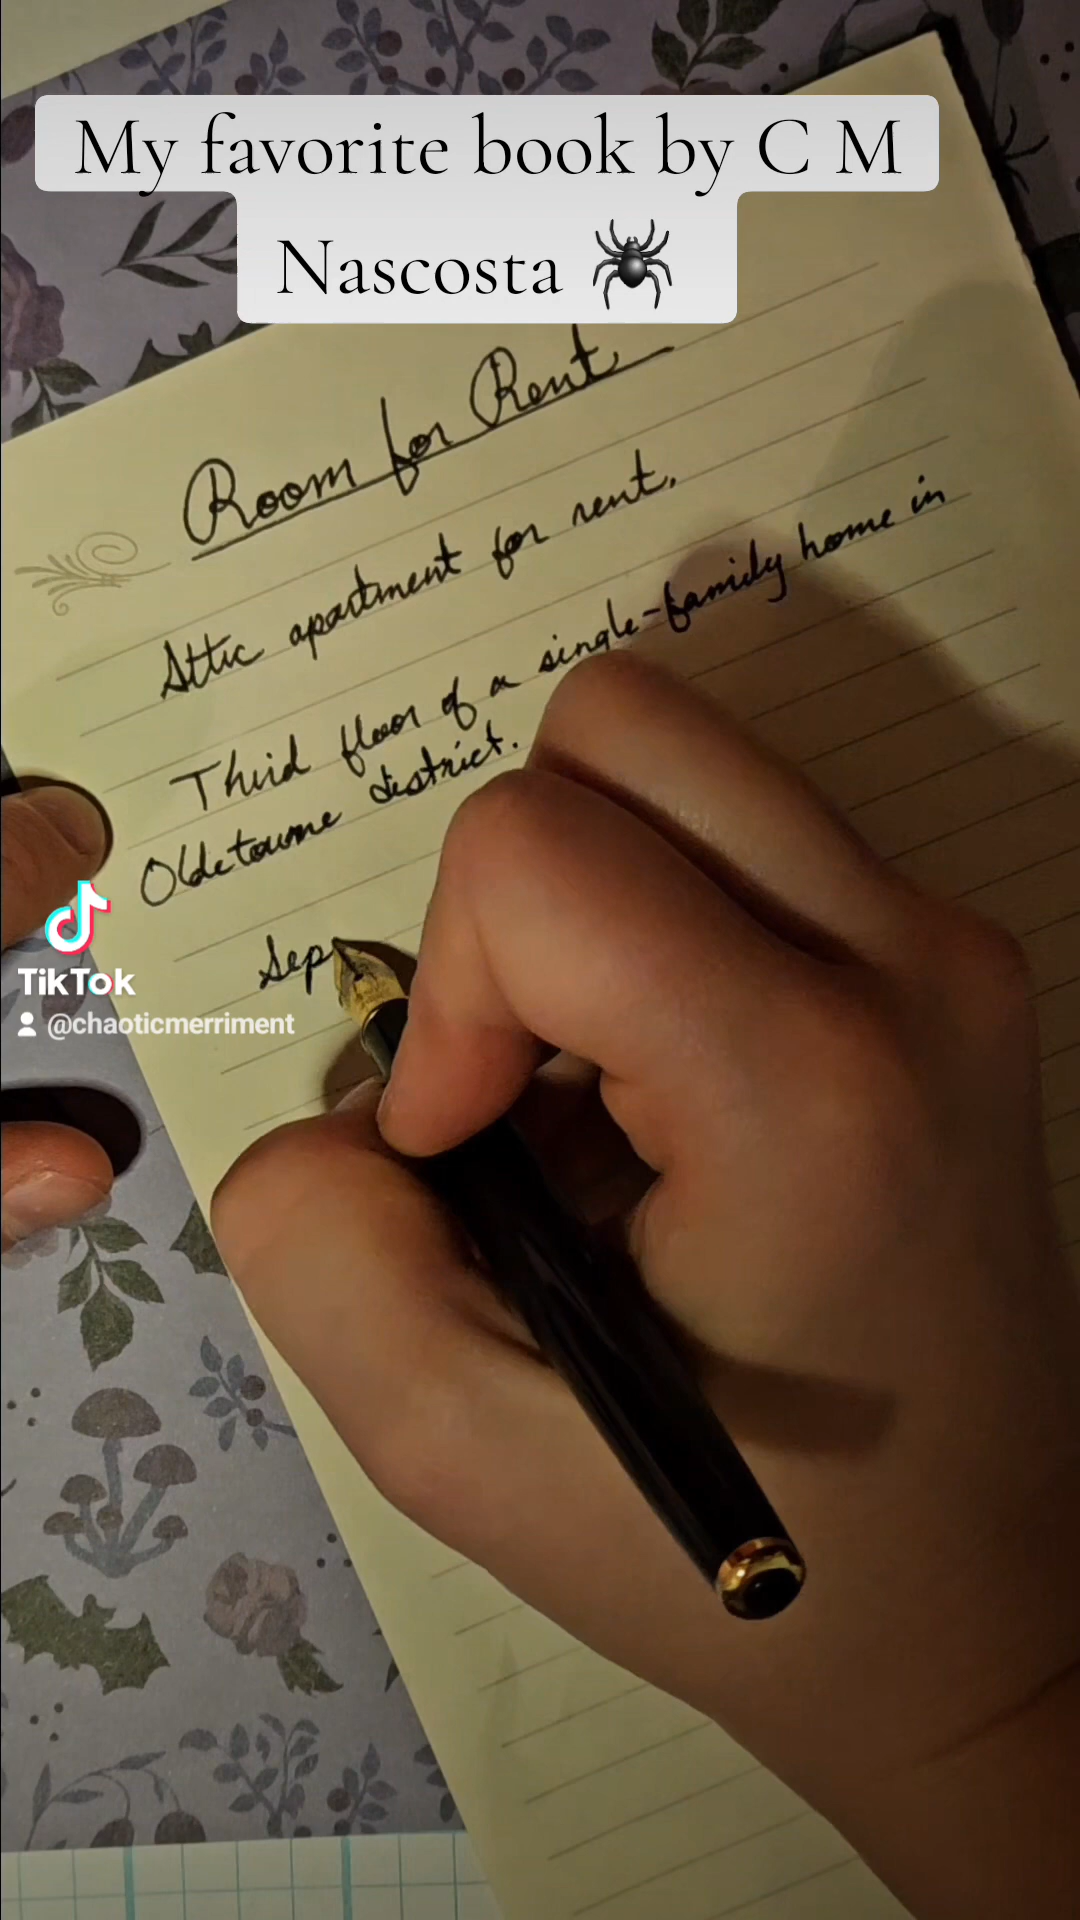 My favorite book by C M
Nascosta 🕷
Room for Rent
Attic apartment for rent.
Third floor of a single-family home in
Oldetowne district.
Sep
TikTok
@chaoticmerriment